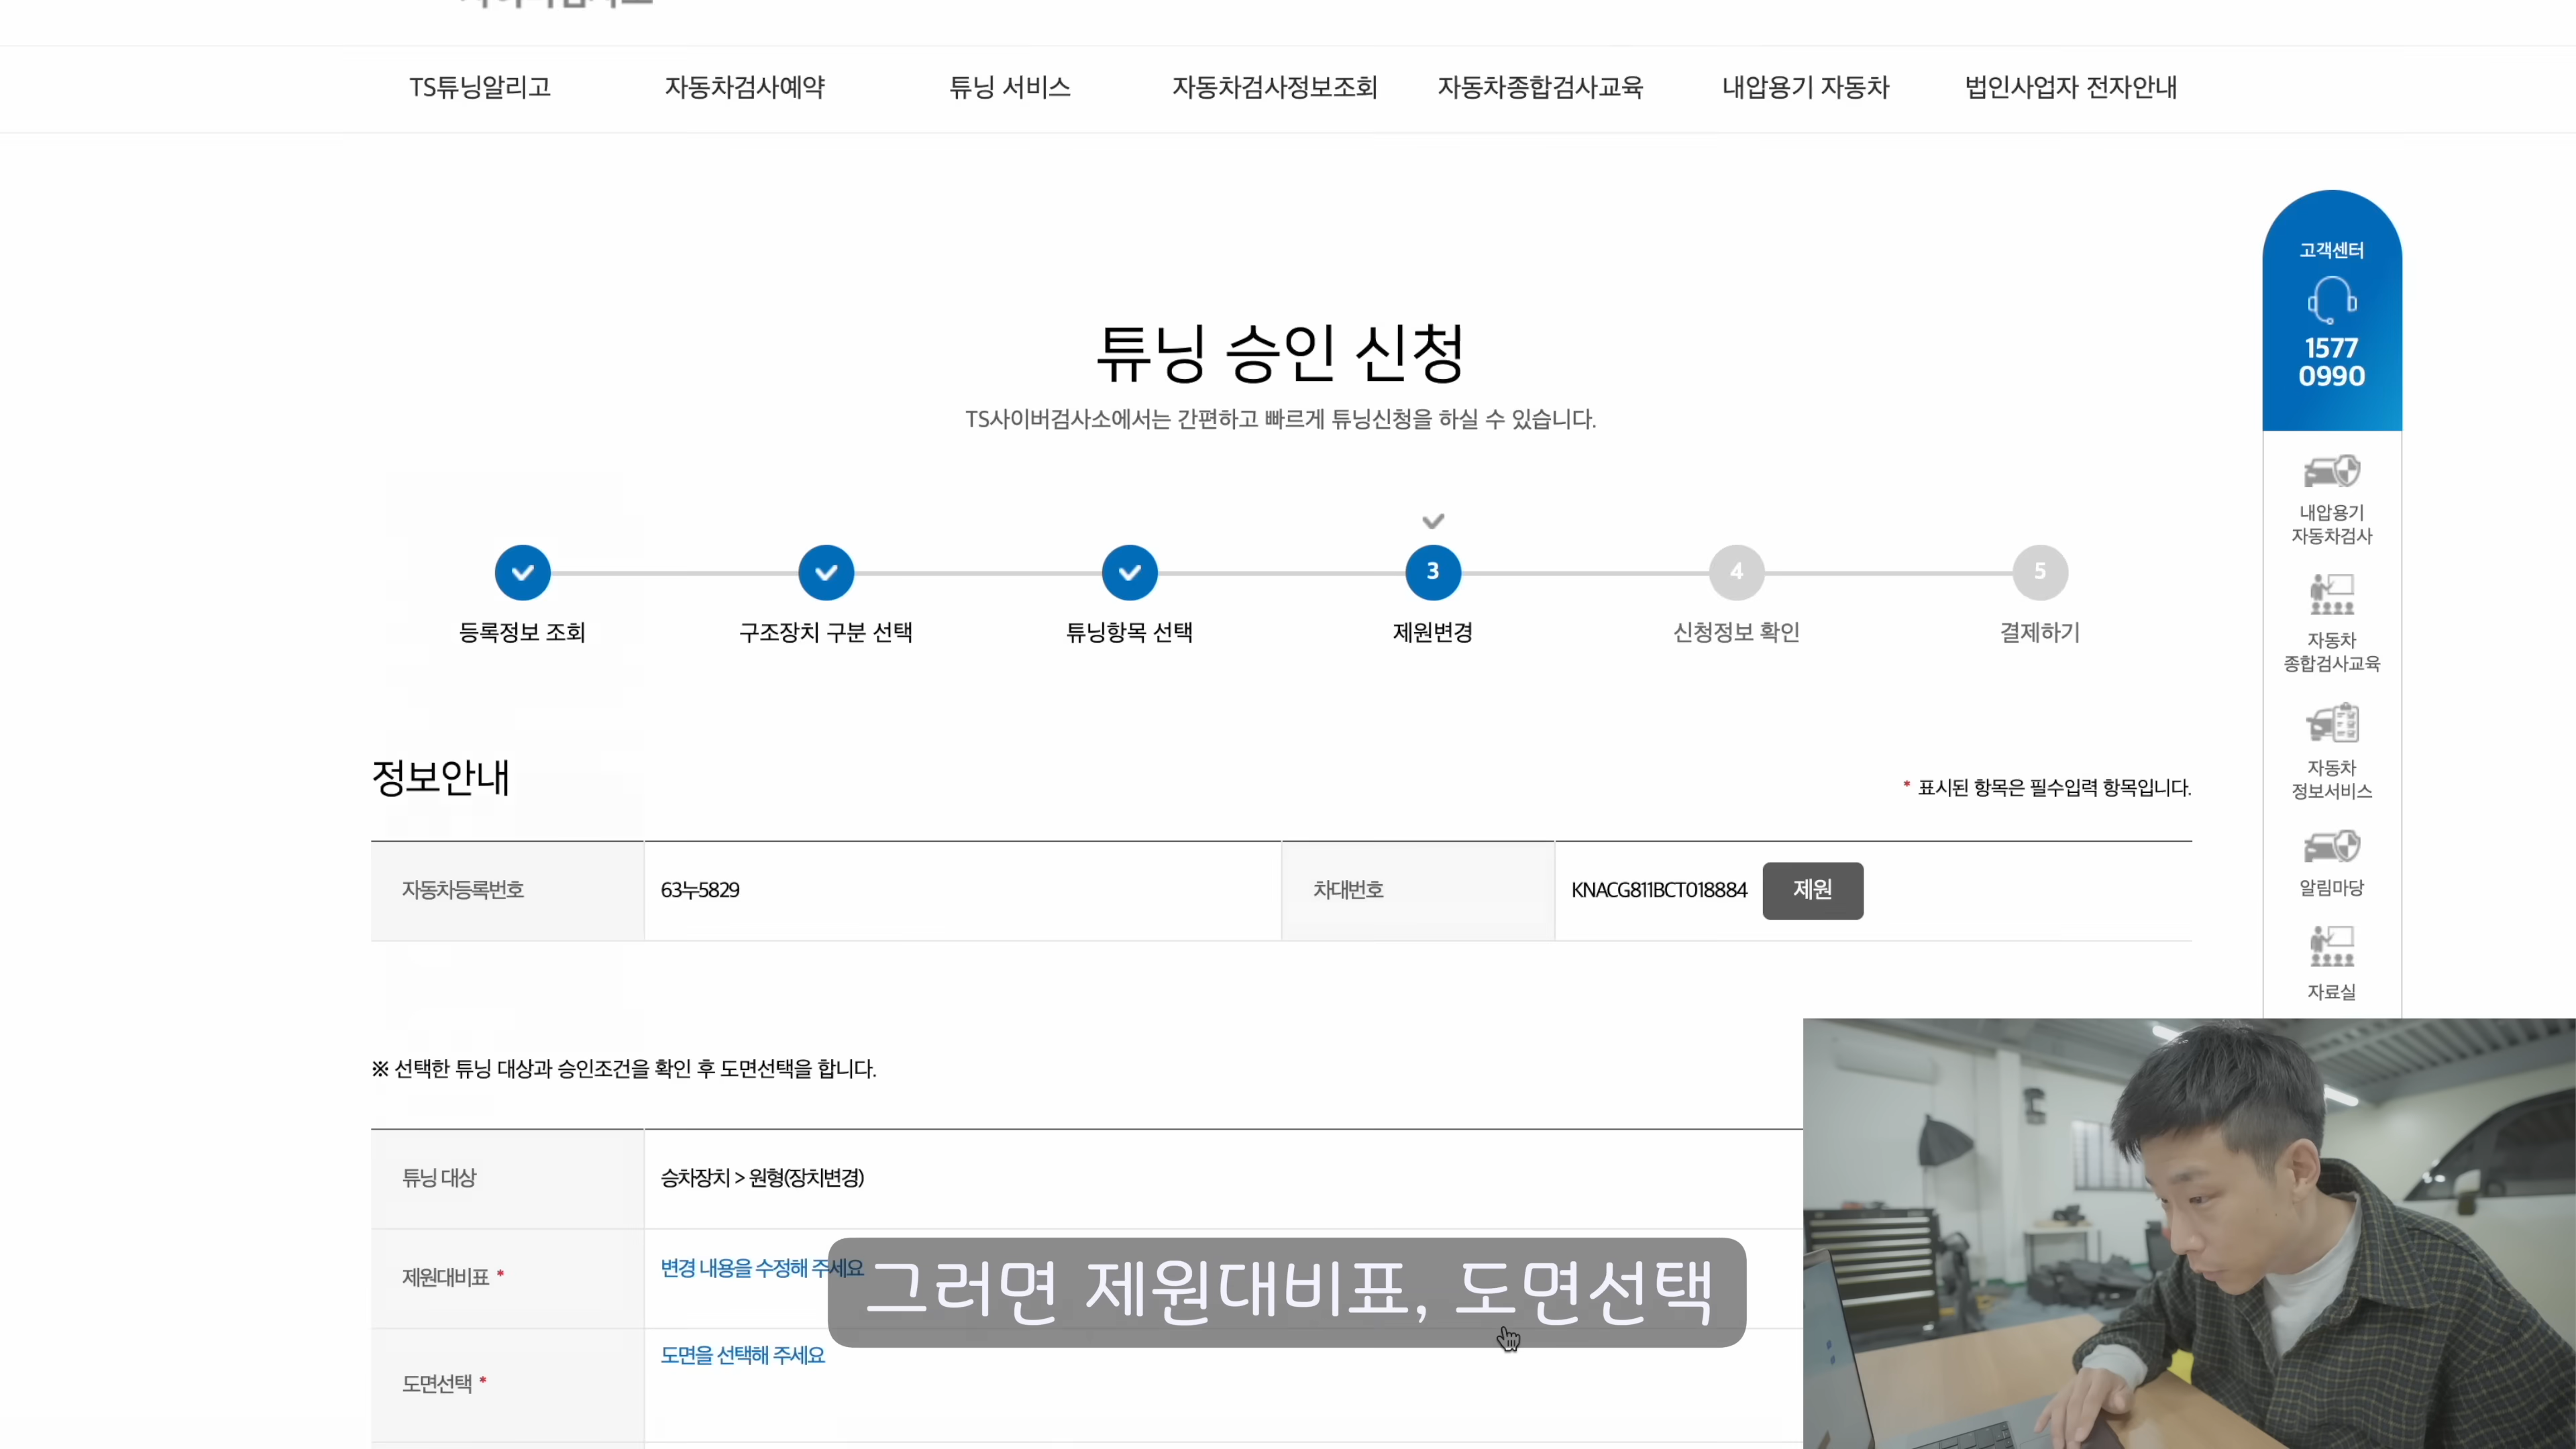 TS튜닝알리고 자동차검사예약 튜닝 서비스 자동차검사정보조회 자동차종합검사교육 내압용기 자동차 법인사업자 전자안내
고객센터
1577
0990
튜닝 승인 신청
TS사이버검사소에서는 간편하고 빠르게 튜닝신청을 하실 수 있습니다.
3 4 5
등록정보 조회 구조장치 구분 선택 튜닝항목 선택 제원변경 신청정보 확인 결제하기
내압용기
자동차검사
자동차
종합검사교육
자동차
정보서비스
알림마당
자료실
정보안내
* 표시된 항목은 필수입력 항목입니다.
자동차등록번호 63누5829 차대번호 KNACG811BCT018884 제원
※ 선택한 튜닝 대상과 승인조건을 확인 후 도면선택을 합니다.
튜닝 대상 승차장치 > 원형(장치변경)
제원대비표 * 변경 내용을 수정해 주세요
그러면 제원대비표, 도면선택
도면선택 * 도면을 선택해 주세요